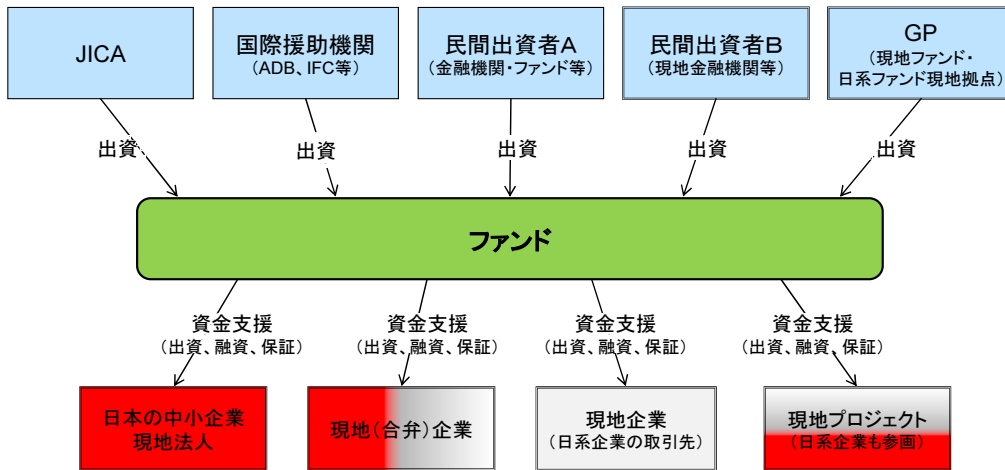 JICA
国際援助機関
(ADB、IFC等)
民間出資者A
(金融機関・ファンド等)
民間出資者B
(現地金融機関等)
GP
(現地ファンド・
日系ファンド現地拠点)
出資
出資
出資
出資
出資
ファンド
資金支援
(出資、融資、保証)
資金支援
(出資、融資、保証)
資金支援
(出資、融資、保証)
資金支援
(出資、融資、保証)
日本の中小企業
現地法人
現地(合弁)企業
現地企業
(日系企業の取引先)
現地プロジェクト
(日系企業も参画)